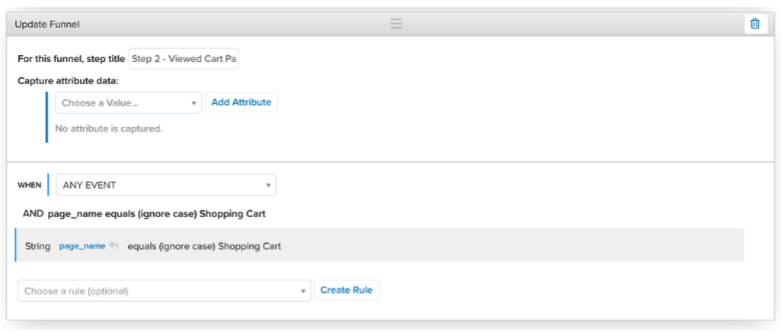 Update Funnel
For this funnel, step title Step 2 - Viewed Cart Pa
Capture attribute data:
Choose a Value... Add Attribute
No attribute is captured.
WHEN ANY EVENT
AND page_name equals (ignore case) Shopping Cart
String page_name equals (ignore case) Shopping Cart
Choose a rule (optional) Create Rule